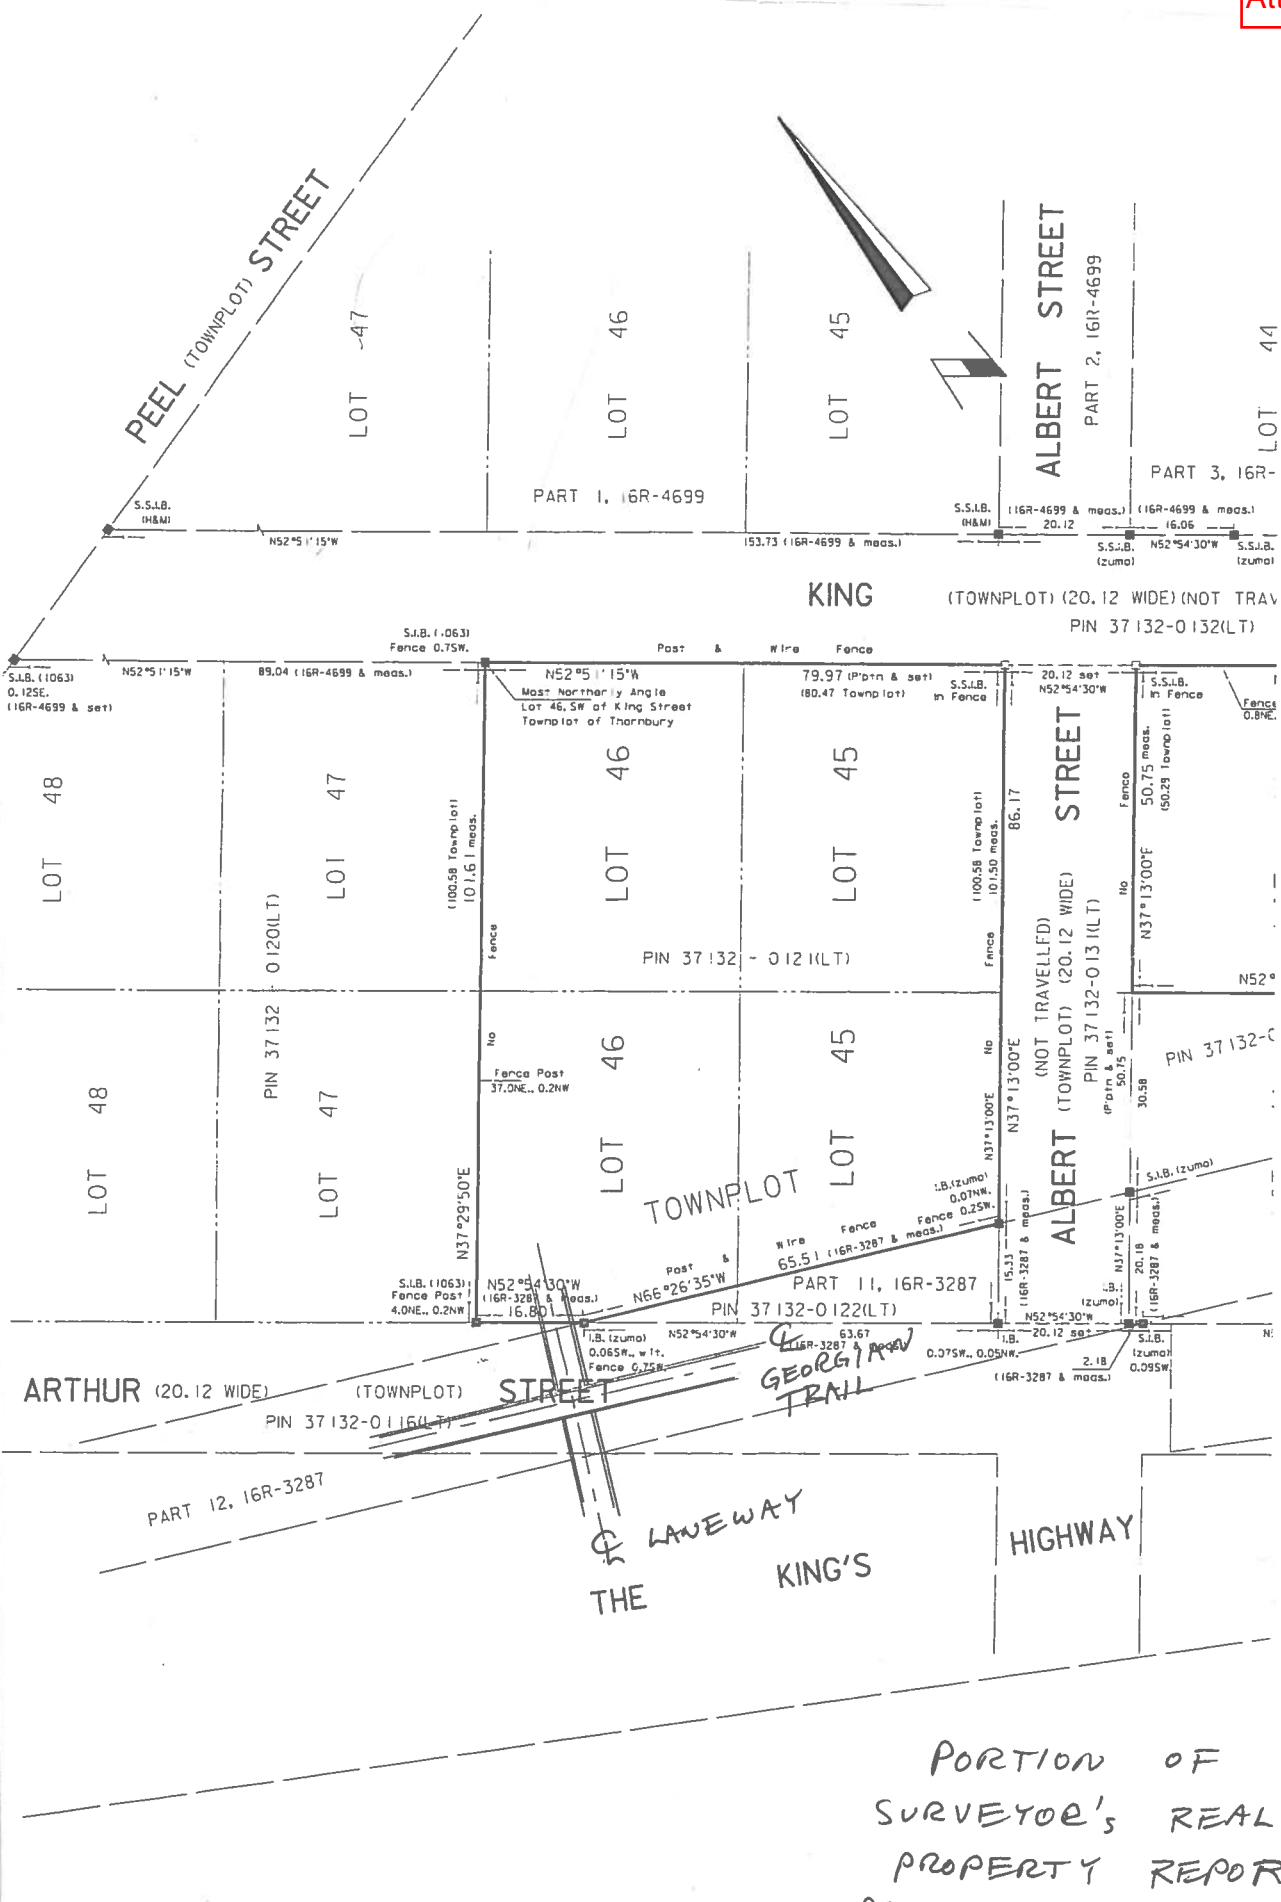 PEEL (TOWNPLOT) STREET
LOT 47
LOT 46
LOT 45
ALBERT STREET
PART 2, 16R-4699
LOT 44
PART 1, 16R-4699
PART 3, 16R-
S.S.I.B.
(H&M)
N52°51'15"W
153.73 (16R-4699 & meas.)
S.S.I.B.
(H&M)
(16R-4699 & meas.)
20.12
(16R-4699 & meas.)
16.06
S.S.I.B.
(zuma)
N52°54'30"W
S.S.I.B.
(zuma)
KING (TOWNPLOT) (20.12 WIDE) (NOT TRAV
PIN 37132-0132(LT)
S.I.B. (1063)
0.12SE.
(16R-4699 & set)
N52°51'15"W
89.04 (16R-4699 & meas.)
S.I.B. (1063)
Fence 0.7SW.
Post & Wire Fence
N52°51'15"W
79.97 (P'ptn & set)
(80.47 Townplot)
Most Northerly Angle
Lot 46, SW of King Street
Townplot of Thornbury
S.S.I.B.
In Fence
20.12 set
N52°54'30"W
S.S.I.B.
In Fence
Fence
0.8NE.
LOT 48
LOT 47
(100.58 Townplot)
101.61 meas.
LOT 46
LOT 45
(100.58 Townplot)
101.50 meas.
86.17
STREET
Fence
50.75 meas.
(50.29 Townplot)
No
N37°13'00"E
PIN 37132 - 0120(LT)
Fence
No
PIN 37132 - 0121(LT)
Fence
No
(NOT TRAVELLED)
ALBERT (TOWNPLOT) (20.12 WIDE)
PIN 37132-0131(LT)
(P'ptn & set)
50.75
30.58
N52°
PIN 37132-0
LOT 48
LOT 47
Fence Post
37.0NE., 0.2NW
N37°29'50"E
LOT 46
LOT 45
N37°13'00"E
N37°13'00"E
TOWNPLOT
I.B.(zuma)
0.07NW.
Fence 0.2SW.
S.I.B. (zuma)
Post & Wire Fence
N66°26'35"W 65.51 (16R-3287 & meas.)
15.33
(16R-3287 & meas.)
N37°13'00"E
20.18
(16R-3287 & meas.)
S.I.B. (1063)
Fence Post
4.0NE., 0.2NW
N52°54'30"W
(16R-3287 & meas.)
16.80
PART 11, 16R-3287
PIN 37132-0122(LT)
I.B. (zuma)
0.06SW., wit.
Fence 0.7SW
N52°54'30"W
63.67
(16R-3287 & meas.)
I.B.
0.07SW., 0.05NW.
N52°54'30"W
20.12 set
I.B.
(zuma)
2.18
(16R-3287 & meas.)
S.I.B.
(zuma)
0.09SW.
ARTHUR (20.12 WIDE) (TOWNPLOT) STREET
PIN 37132-0116(LT)
℄ GEORGIAN
TRAIL
PART 12, 16R-3287
℄ LANEWAY
THE KING'S HIGHWAY
PORTION OF
SURVEYOR'S REAL
PROPERTY REPOR